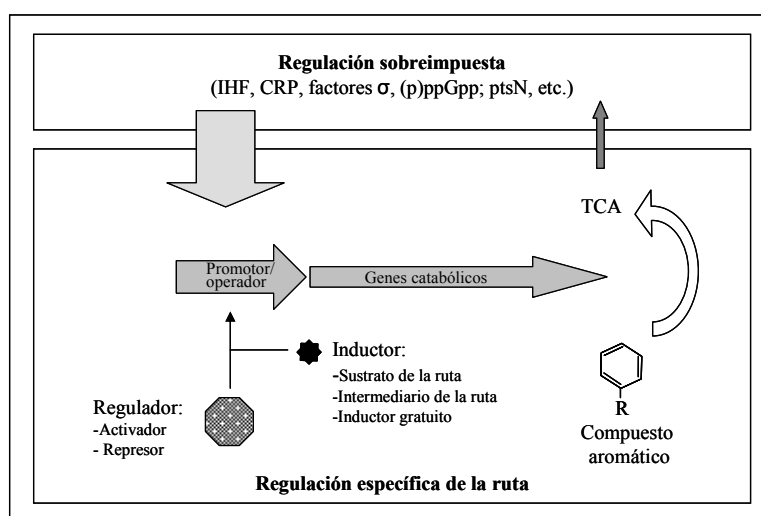 Regulación sobreimpuesta
(IHF, CRP, factores σ, (p)ppGpp; ptsN, etc.)
TCA
Promotor/
operador
Genes catabólicos
Inductor:
-Sustrato de la ruta
-Intermediario de la ruta
-Inductor gratuito
Regulador:
-Activador
- Represor
R
Compuesto
aromático
Regulación específica de la ruta